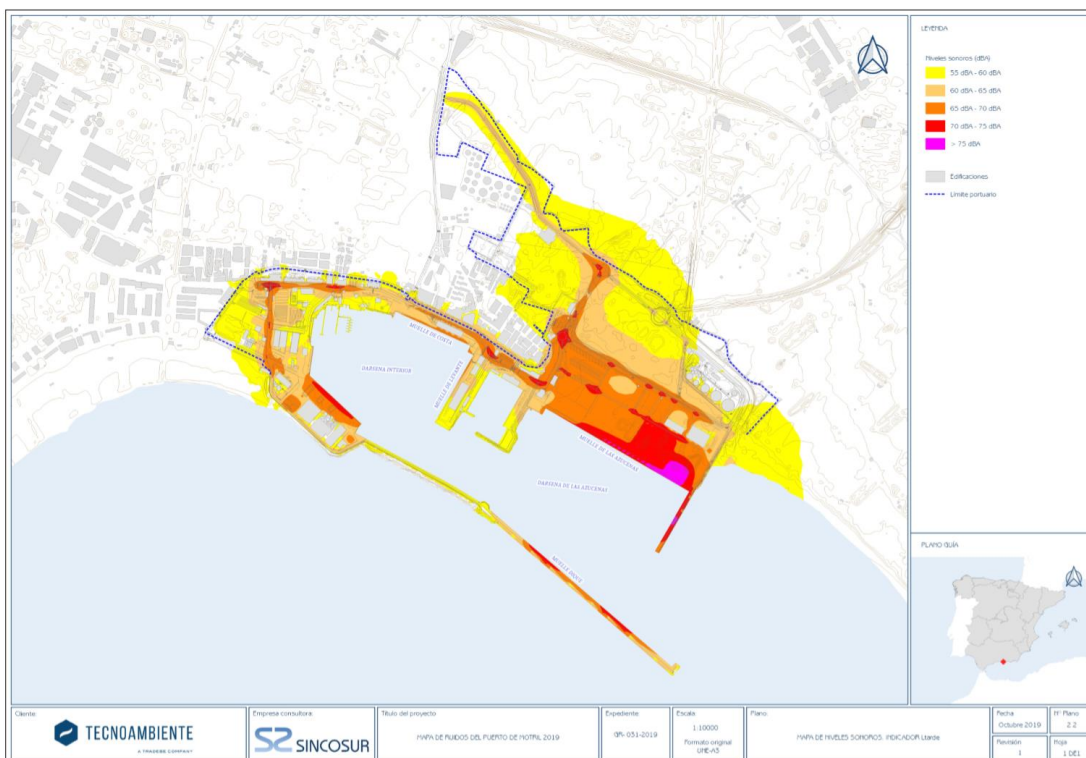 LEYENDA
Niveles sonoros (dBA)
55 dBA - 60 dBA
60 dBA - 65 dBA
65 dBA - 70 dBA
70 dBA - 75 dBA
> 75 dBA
Edificaciones
Límite portuario
MUELLE DE COSTA
DARSENA INTERIOR
MUELLE DE LEVANTE
MUELLE DE LAS AZUCENAS
DARSENA DE LAS AZUCENAS
MUELLE DIQUE
PLANO GUÍA
Cliente:
TECNOAMBIENTE
A TRADEBE COMPANY
Empresa consultora:
S2 SINCOSUR
Título del proyecto
MAPA DE RUIDOS DEL PUERTO DE MOTRIL 2019
Expediente
GR-031-2019
Escala
1:10000
Formato original
UNE-A3
Plano
MAPA DE NIVELES SONOROS. INDICADOR Ltarde
Fecha
Octubre 2019
Nº Plano
2.2
Revisión
1
Hoja
1 DE1